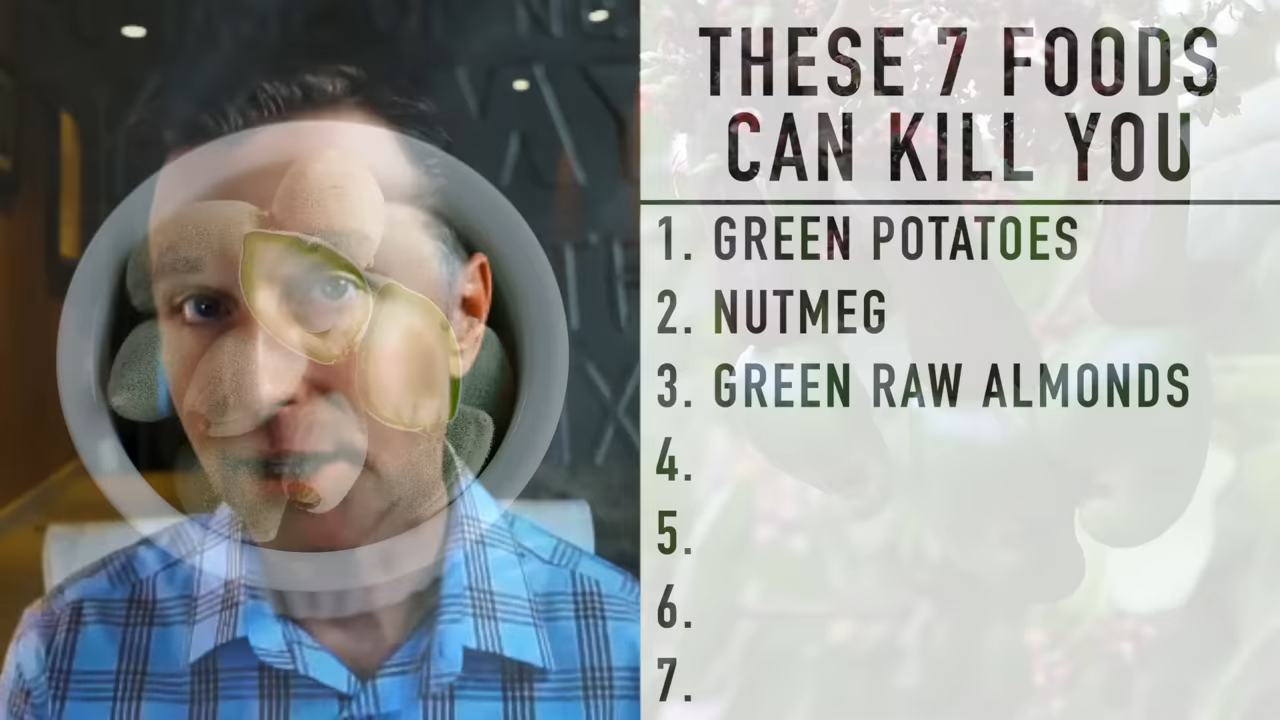 THESE 7 FOODS
CAN KILL YOU
1. GREEN POTATOES
2. NUTMEG
3. GREEN RAW ALMONDS
4.
5.
6.
7.